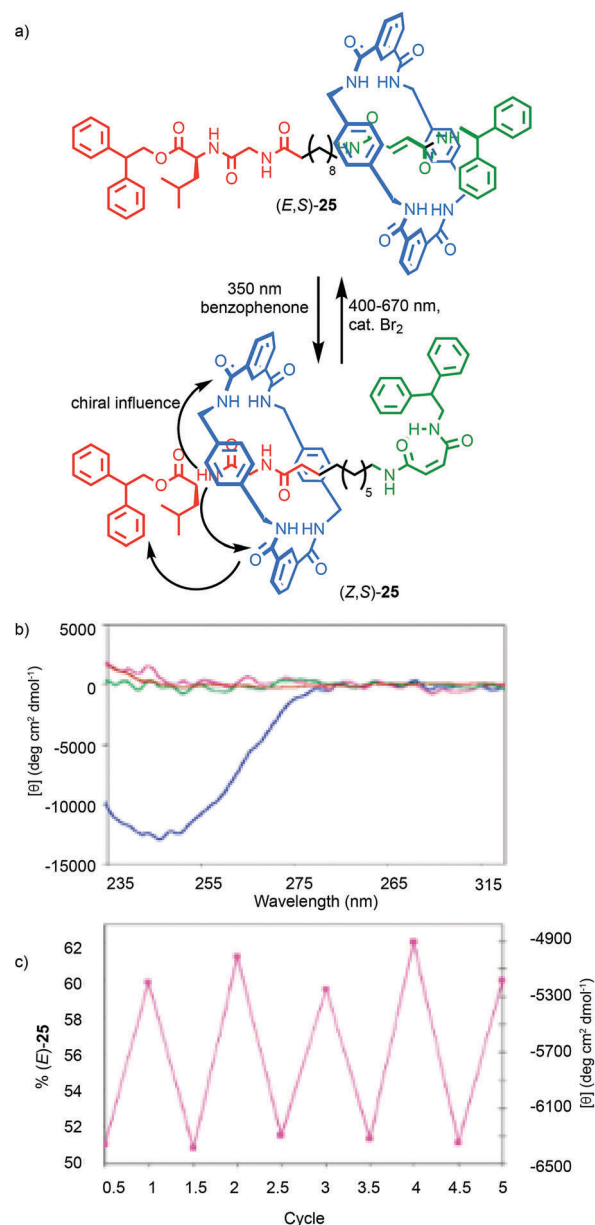 a)
O O
NH HN
O
O
H
N
O
N
H
O
8
HN
O
O
HN
NH HN
O O
(E,S)-25
350 nm
benzophenone
400-670 nm,
cat. Br2
chiral influence
O O
NH HN
O
O
HN
O
H
N
O
5
N
H
O
H-N
O
NH HN
O O
(Z,S)-25
b)
5000
0
-5000
-10000
-15000
[θ] (deg cm² dmol⁻¹)
235 255 275 265 315
Wavelength (nm)
c)
62
60
58
56
54
52
50
% (E)-25
-4900
-5300
-5700
-6100
-6500
[θ] (deg cm² dmol⁻¹)
0.5 1 1.5 2 2.5 3 3.5 4 4.5 5
Cycle